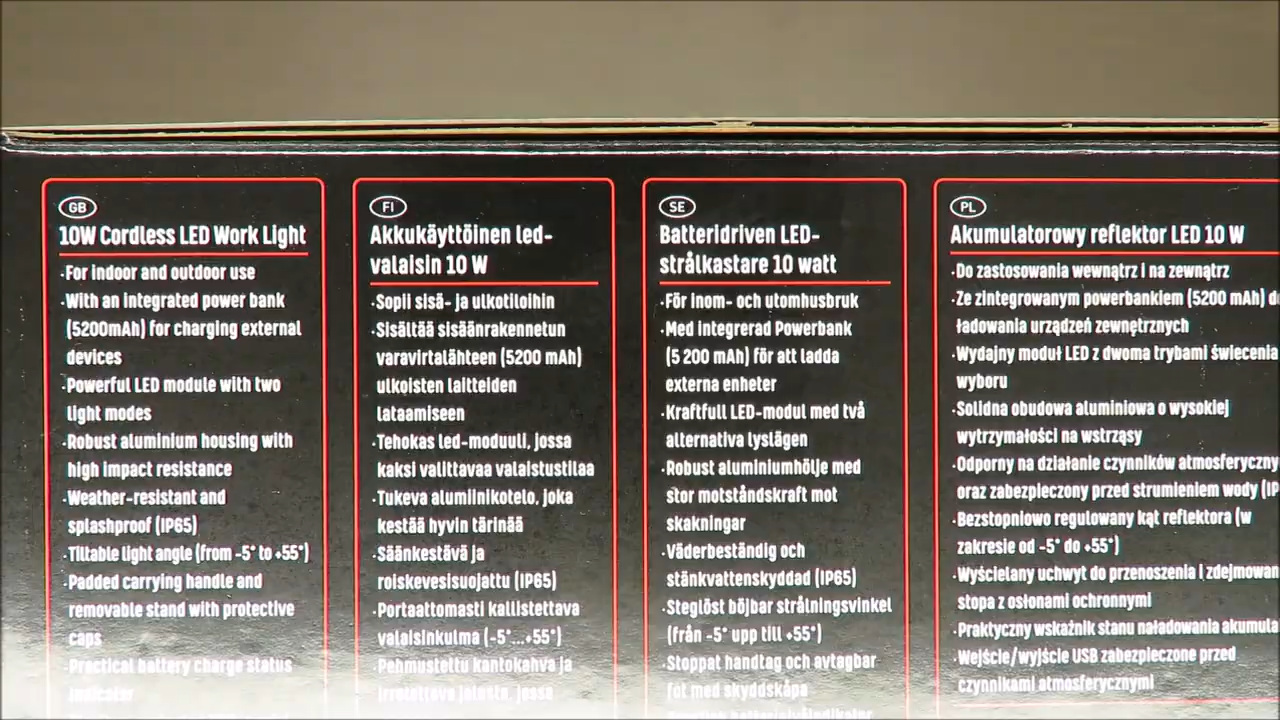 GB
10W Cordless LED Work Light
·For indoor and outdoor use
·With an integrated power bank
(5200mAh) for charging external
devices
·Powerful LED module with two
light modes
·Robust aluminium housing with
high impact resistance
·Weather-resistant and
splashproof (IP65)
·Tiltable light angle (from -5° to +55°)
·Padded carrying handle and
removable stand with protective
caps
·Practical battery charge status
indicator
FI
Akkukäyttöinen led-
valaisin 10 W
·Sopii sisä- ja ulkotiloihin
·Sisältää sisäänrakennetun
varavirtalähteen (5200 mAh)
ulkoisten laitteiden
lataamiseen
·Tehokas led-moduuli, jossa
kaksi valittavaa valaistustilaa
·Tukeva alumiinikotelo, joka
kestää hyvin tärinää
·Säänkestävä ja
roiskevesisuojattu (IP65)
·Portaattomasti kallistettava
valaisinkulma (-5°...+55°)
·Pehmustettu kantokahva ja
irrotettava jalusta, jossa
SE
Batteridriven LED-
strålkastare 10 watt
·För inom- och utomhusbruk
·Med integrerad Powerbank
(5 200 mAh) för att ladda
externa enheter
·Kraftfull LED-modul med två
alternativa lyslägen
·Robust aluminiumhölje med
stor motståndskraft mot
skakningar
·Väderbeständig och
stänkvattenskyddad (IP65)
·Steglöst böjbar strålningsvinkel
(från -5° upp till +55°)
·Stoppat handtag och avtagbar
fot med skyddskåpa
PL
Akumulatorowy reflektor LED 10 W
·Do zastosowania wewnątrz i na zewnątrz
·Ze zintegrowanym powerbankiem (5200 mAh) d
ładowania urządzeń zewnętrznych
·Wydajny moduł LED z dwoma trybami świecenia
wyboru
·Solidna obudowa aluminiowa o wysokiej
wytrzymałości na wstrząsy
·Odporny na działanie czynników atmosferyczny
oraz zabezpieczony przed strumieniem wody (IP
·Bezstopniowo regulowany kąt reflektora (w
zakresie od -5° do +55°)
·Wyścielany uchwyt do przenoszenia i zdejmowan
stopa z osłonami ochronnymi
·Praktyczny wskaźnik stanu naładowania akumula
·Wejście/wyjście USB zabezpieczone przed
czynnikami atmosferycznymi